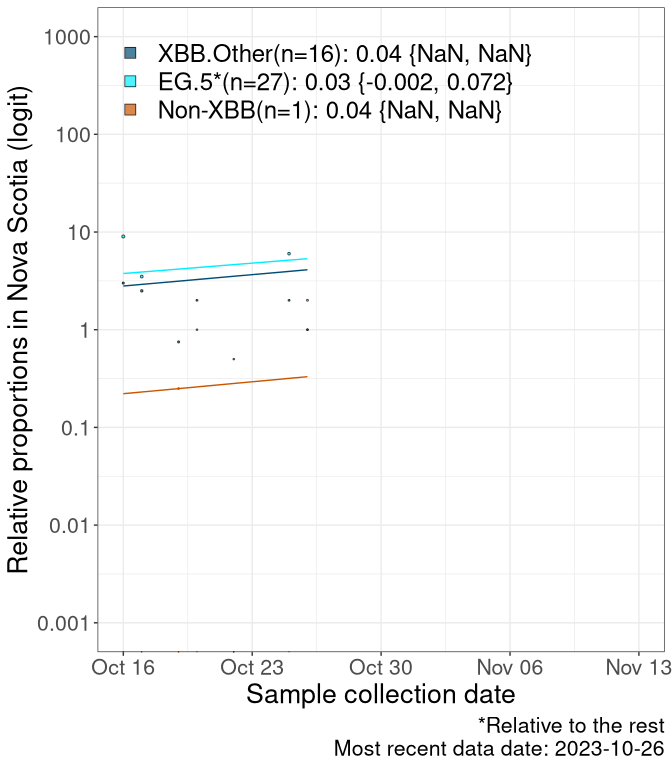 Relative proportions in Nova Scotia (logit)
1000
100
10
1
0.1
0.01
0.001
XBB.Other(n=16): 0.04 {NaN, NaN}
EG.5*(n=27): 0.03 {-0.002, 0.072}
Non-XBB(n=1): 0.04 {NaN, NaN}
Oct 16
Oct 23
Oct 30
Nov 06
Nov 13
Sample collection date
*Relative to the rest
Most recent data date: 2023-10-26